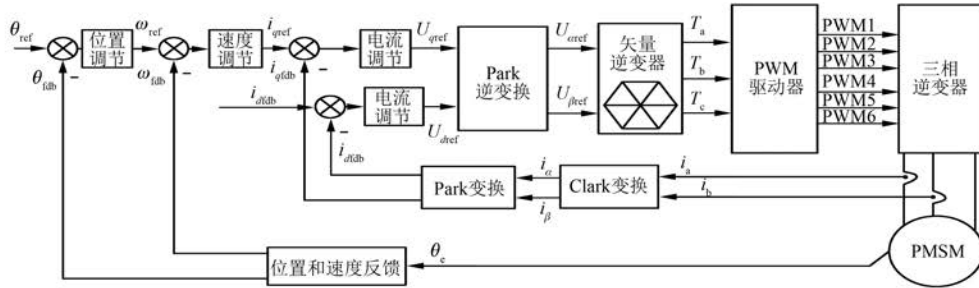 θref
位置
调节
ωref
速度
调节
iqref
电流
调节
Uqref
Park
逆变换
Uαref
矢量
逆变器
Ta
PWM
驱动器
PWM1
PWM2
PWM3
PWM4
PWM5
PWM6
三相
逆变器
θfdb
ωfdb
iqfdb
idfdb
电流
调节
Udref
Uβref
Tb
Tc
idfdb
Park变换
iα
iβ
Clark变换
ia
ib
PMSM
位置和速度反馈
θe